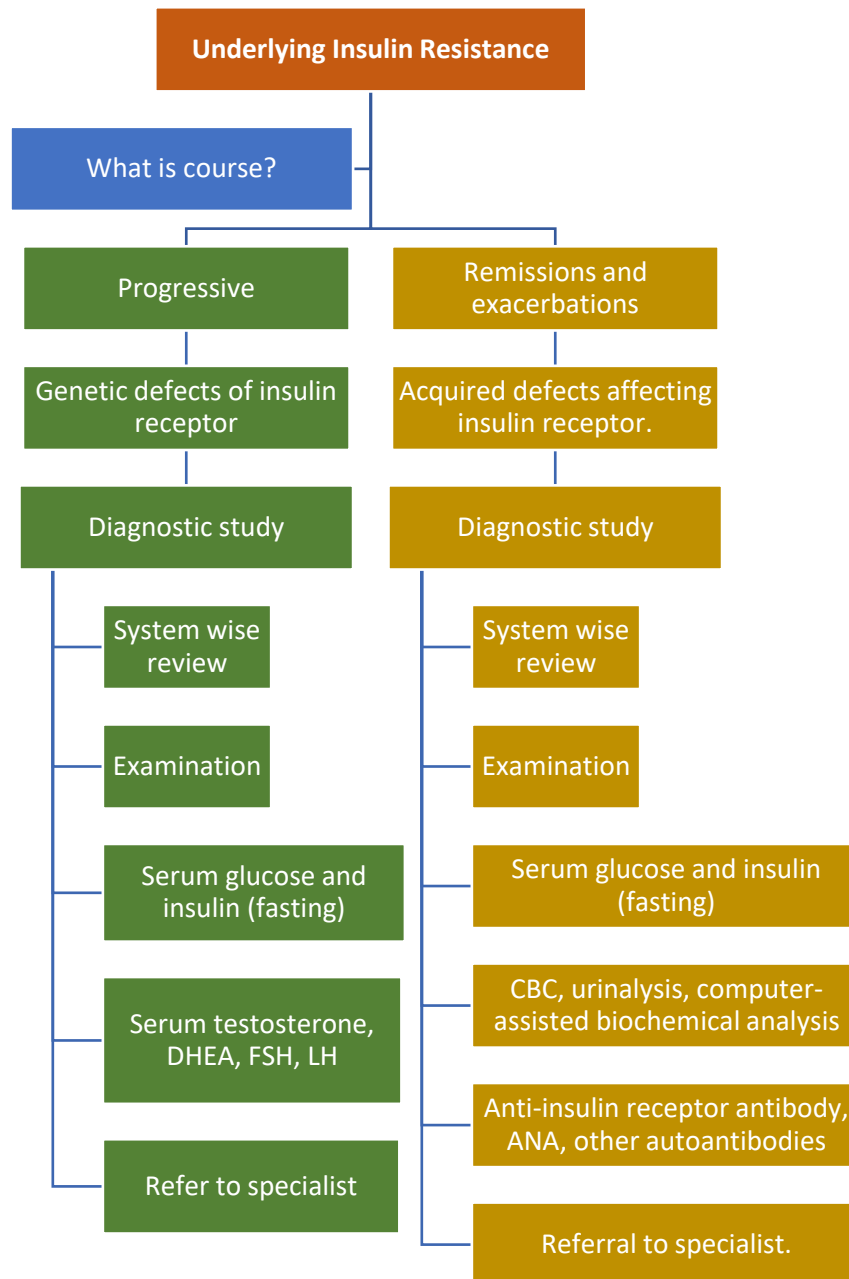 Underlying Insulin Resistance
What is course?
Progressive
Remissions and
exacerbations
Genetic defects of insulin
receptor
Acquired defects affecting
insulin receptor.
Diagnostic study
Diagnostic study
System wise
review
System wise
review
Examination
Examination
Serum glucose and
insulin (fasting)
Serum glucose and insulin
(fasting)
Serum testosterone,
DHEA, FSH, LH
CBC, urinalysis, computer-
assisted biochemical analysis
Anti-insulin receptor antibody,
ANA, other autoantibodies
Refer to specialist
Referral to specialist.